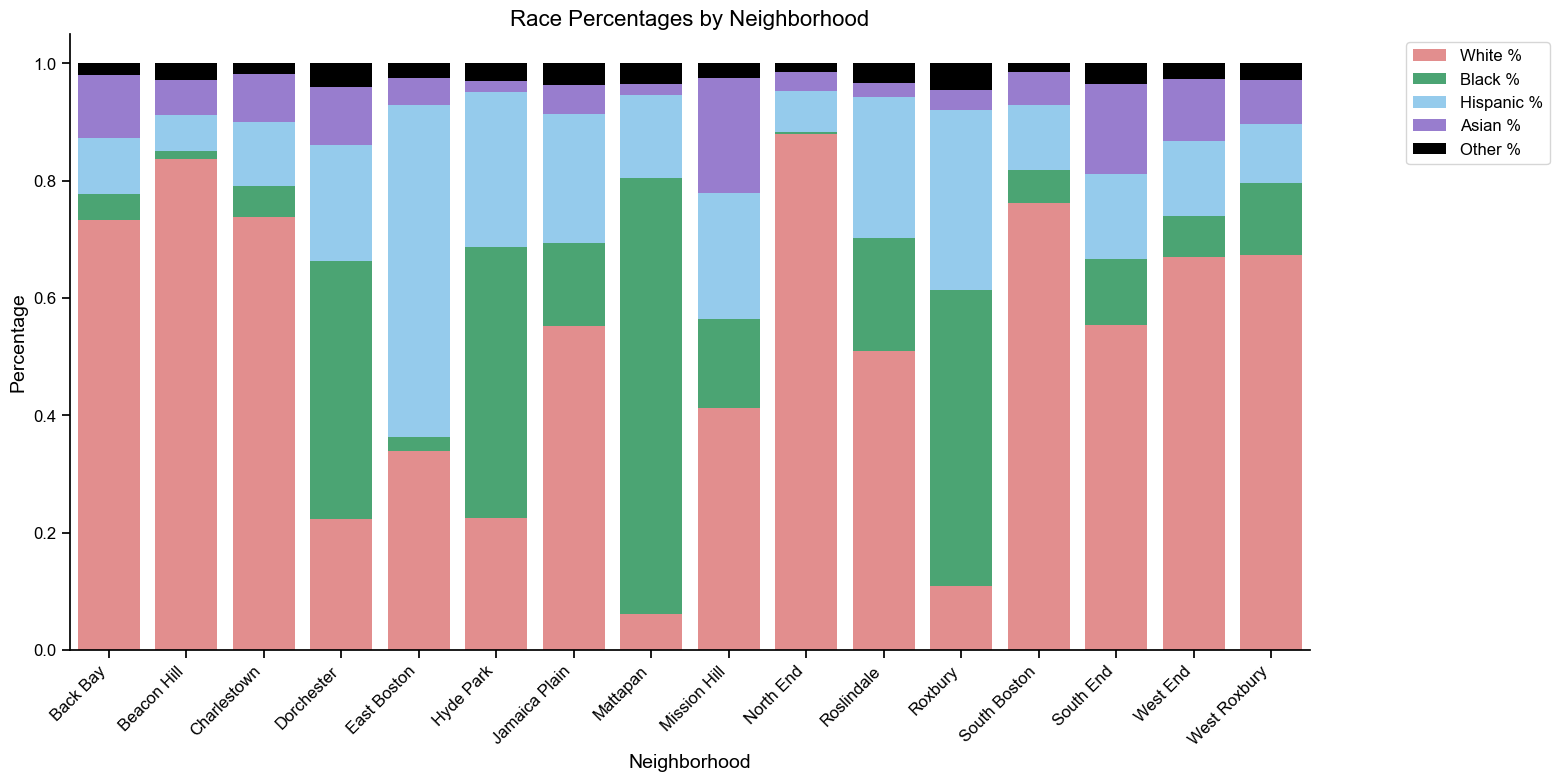 Race Percentages by Neighborhood
White %
Black %
Hispanic %
Asian %
Other %
Percentage
1.0
0.8
0.6
0.4
0.2
0.0
Back Bay
Beacon Hill
Charlestown
Dorchester
East Boston
Hyde Park
Jamaica Plain
Mattapan
Mission Hill
North End
Roslindale
Roxbury
South Boston
South End
West End
West Roxbury
Neighborhood